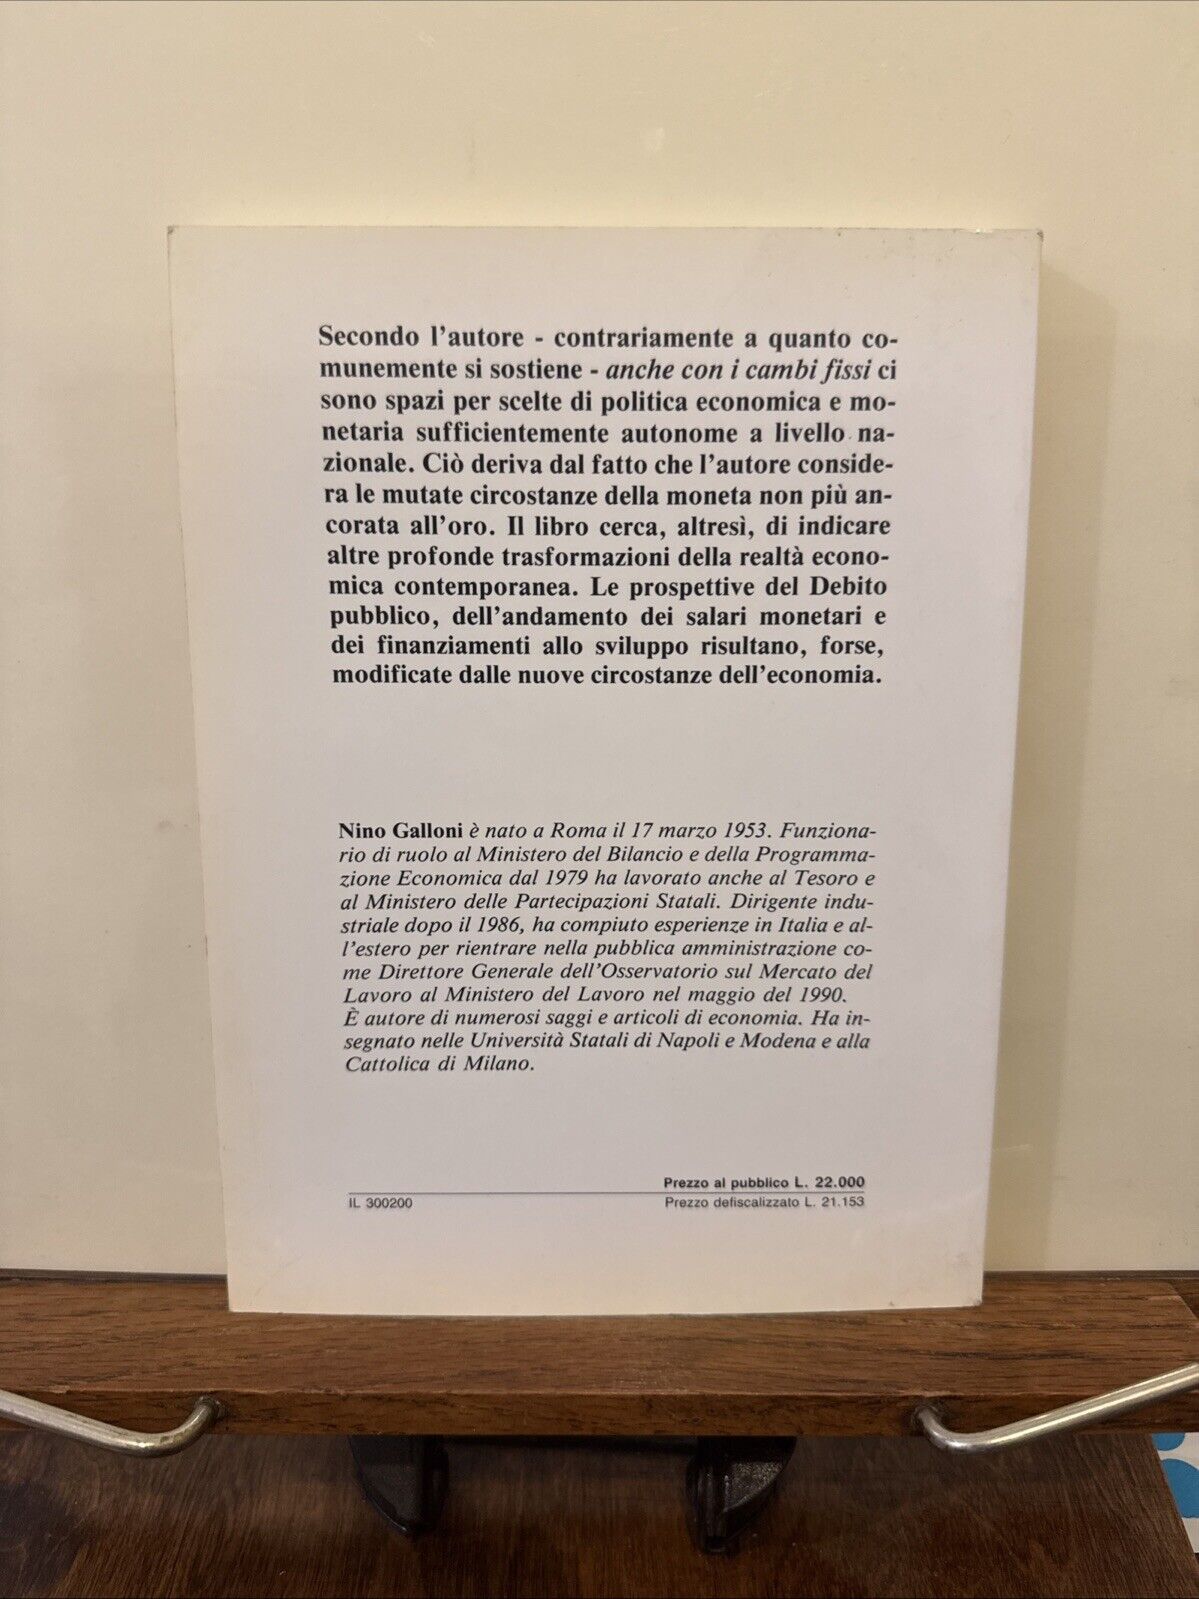 Secondo l'autore - contrariamente a quanto co-
munemente si sostiene - anche con i cambi fissi ci
sono spazi per scelte di politica economica e mo-
netaria sufficientemente autonome a livello na-
zionale. Ciò deriva dal fatto che l'autore conside-
ra le mutate circostanze della moneta non più an-
corata all'oro. Il libro cerca, altresì, di indicare
altre profonde trasformazioni della realtà econo-
mica contemporanea. Le prospettive del Debito
pubblico, dell'andamento dei salari monetari e
dei finanziamenti allo sviluppo risultano, forse,
modificate dalle nuove circostanze dell'economia.
Nino Galloni è nato a Roma il 17 marzo 1953. Funziona-
rio di ruolo al Ministero del Bilancio e della Programma-
zione Economica dal 1979 ha lavorato anche al Tesoro e
al Ministero delle Partecipazioni Statali. Dirigente indu-
striale dopo il 1986, ha compiuto esperienze in Italia e al-
l'estero per rientrare nella pubblica amministrazione co-
me Direttore Generale dell'Osservatorio sul Mercato del
Lavoro al Ministero del Lavoro nel maggio del 1990.
È autore di numerosi saggi e articoli di economia. Ha in-
segnato nelle Università Statali di Napoli e Modena e alla
Cattolica di Milano.
Prezzo al pubblico L. 22.000
IL 300200 Prezzo defiscalizzato L. 21.153